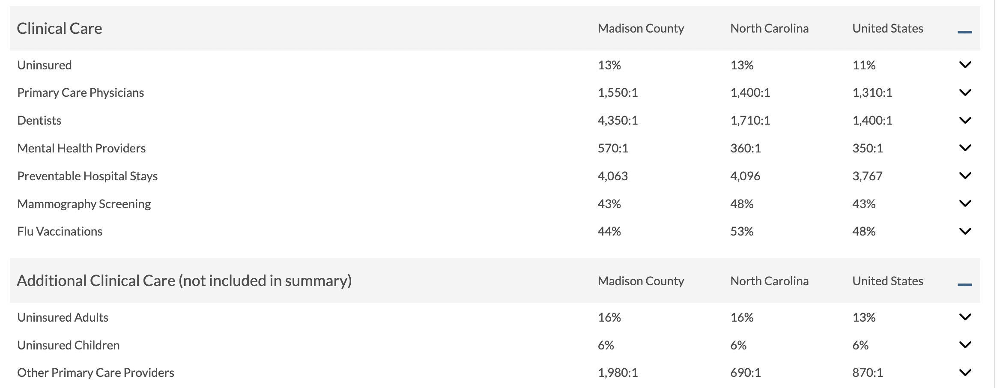 Clinical Care Madison County North Carolina United States
Uninsured 13% 13% 11%
Primary Care Physicians 1,550:1 1,400:1 1,310:1
Dentists 4,350:1 1,710:1 1,400:1
Mental Health Providers 570:1 360:1 350:1
Preventable Hospital Stays 4,063 4,096 3,767
Mammography Screening 43% 48% 43%
Flu Vaccinations 44% 53% 48%
Additional Clinical Care (not included in summary) Madison County North Carolina United States
Uninsured Adults 16% 16% 13%
Uninsured Children 6% 6% 6%
Other Primary Care Providers 1,980:1 690:1 870:1